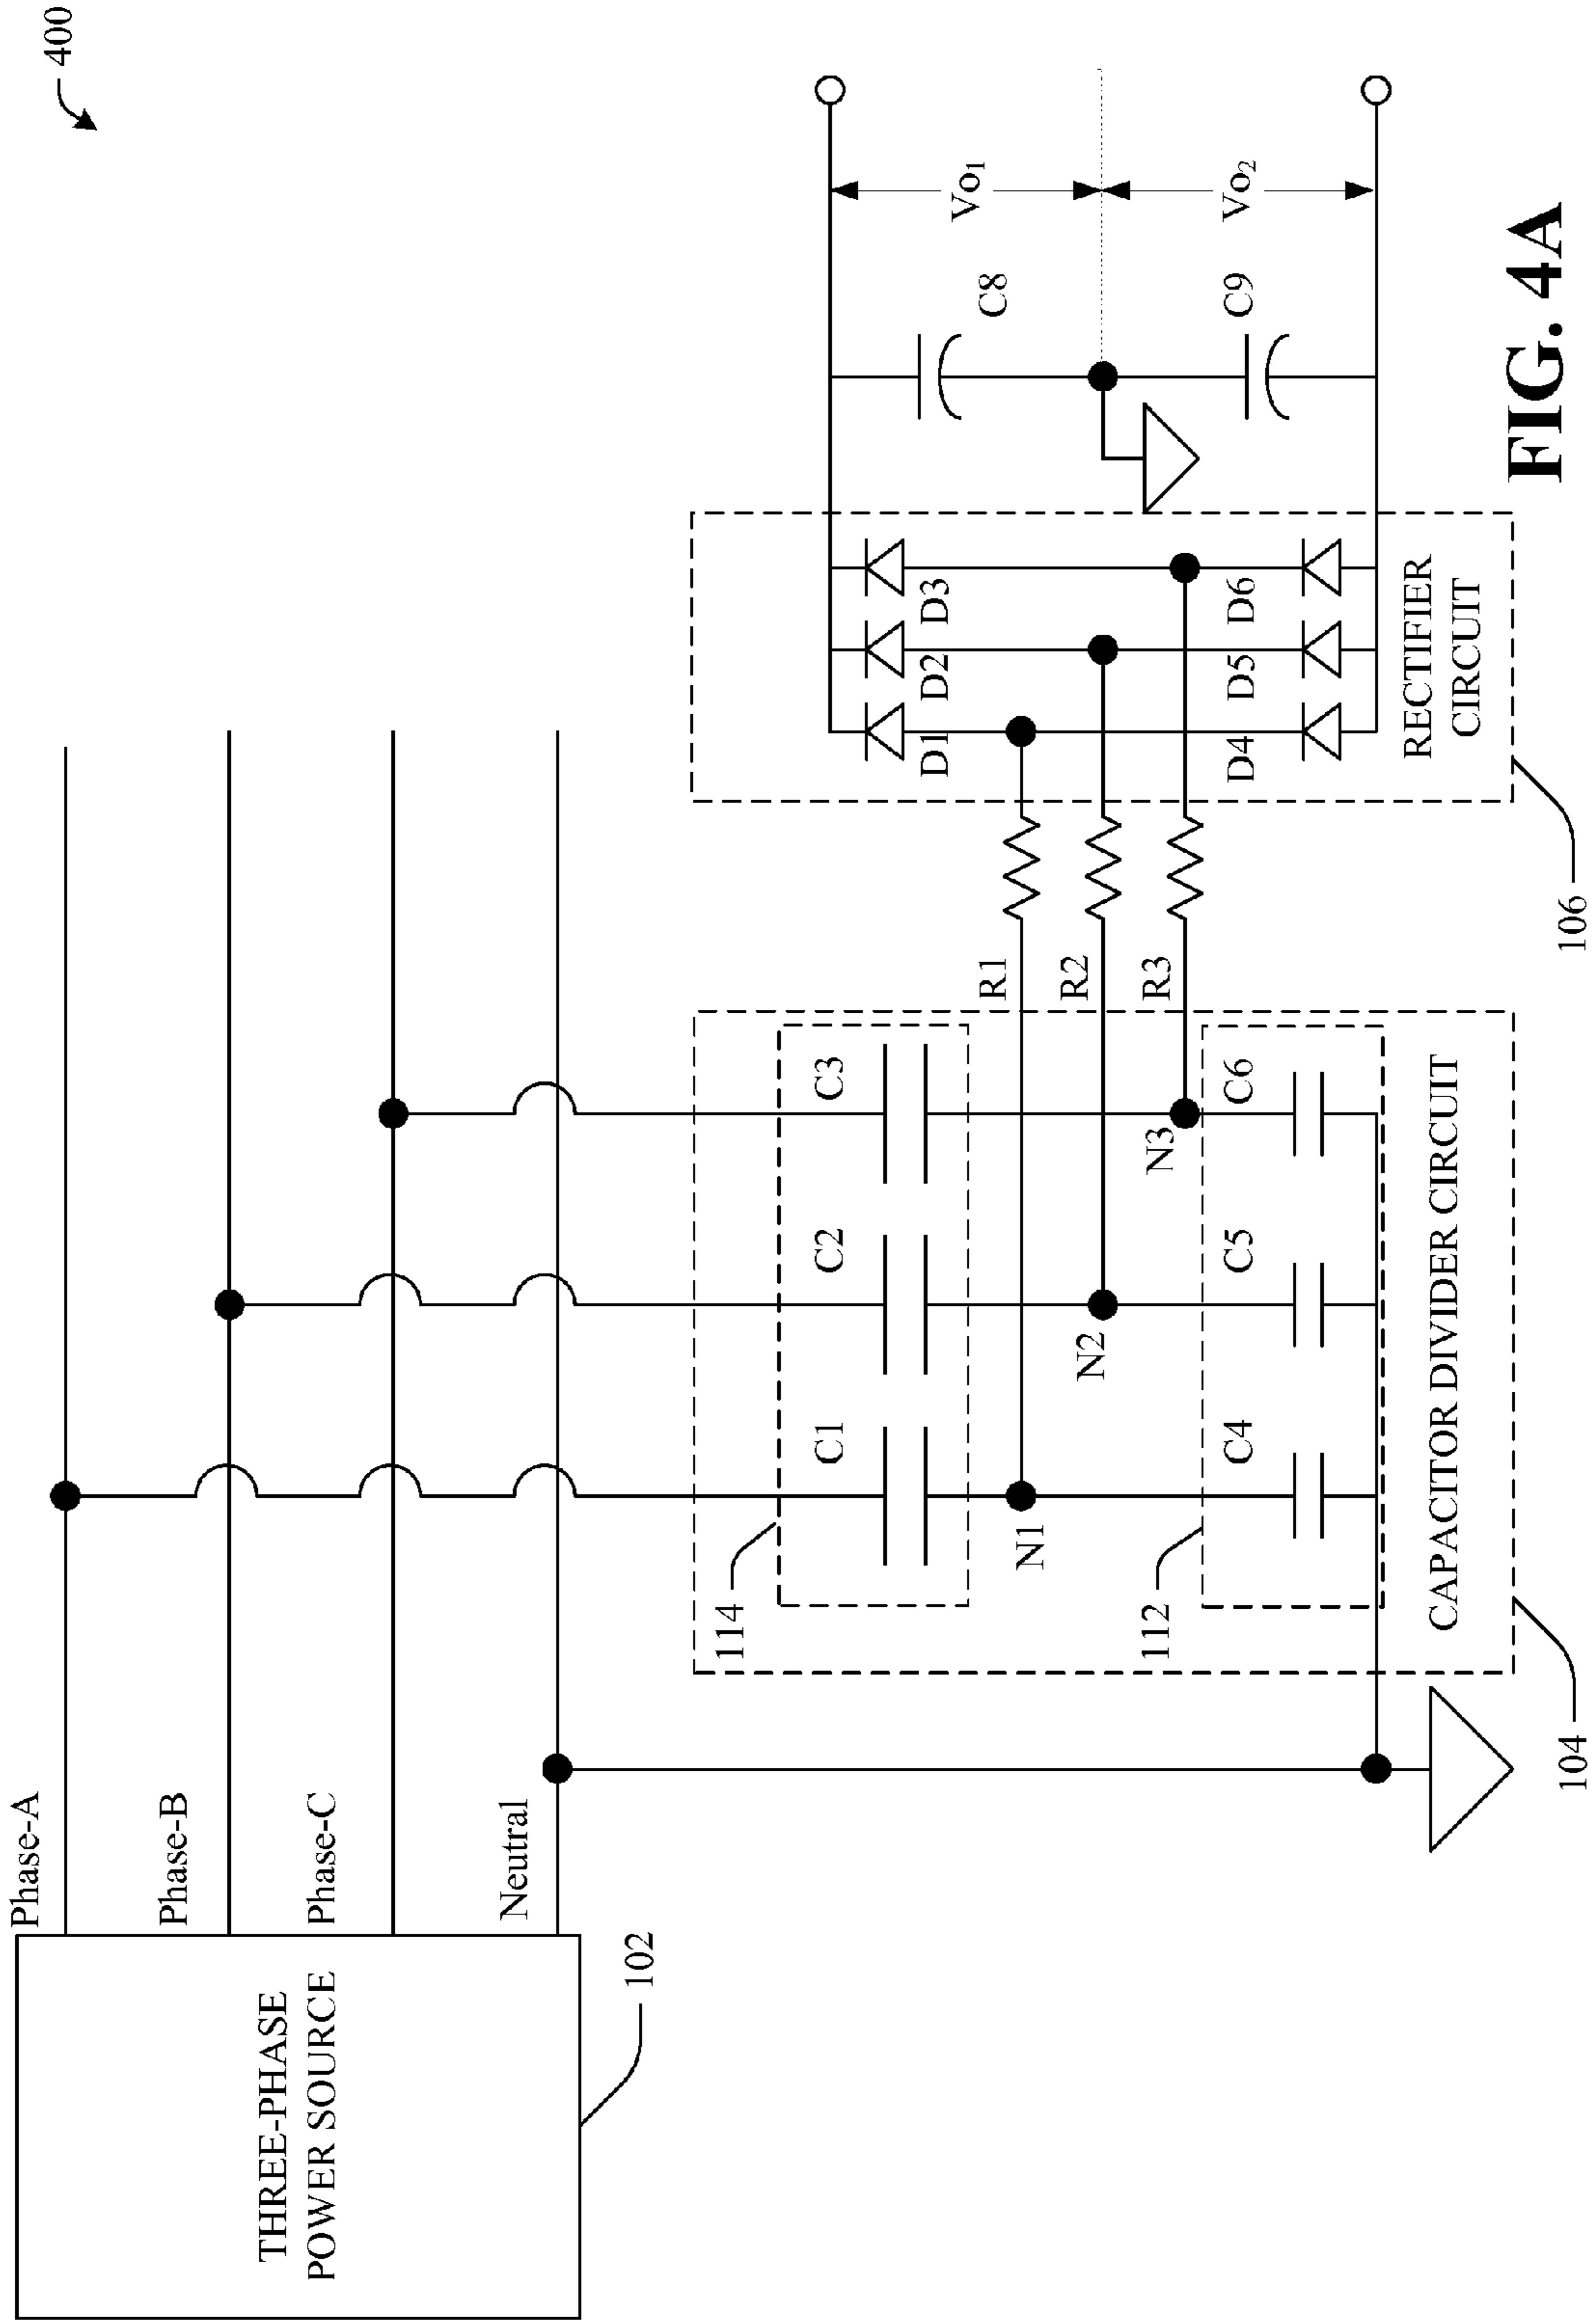 400
Phase-A
Phase-B
Phase-C
Neutral
THREE-PHASE
POWER SOURCE
102
114
C1
C2
C3
R1
R2
R3
N1
N2
N3
112
C4
C5
C6
CAPACITOR DIVIDER CIRCUIT
104
D1
D2
D3
D4
D5
D6
RECTIFIER
CIRCUIT
106
C8
C9
Vo1
Vo2
FIG. 4A